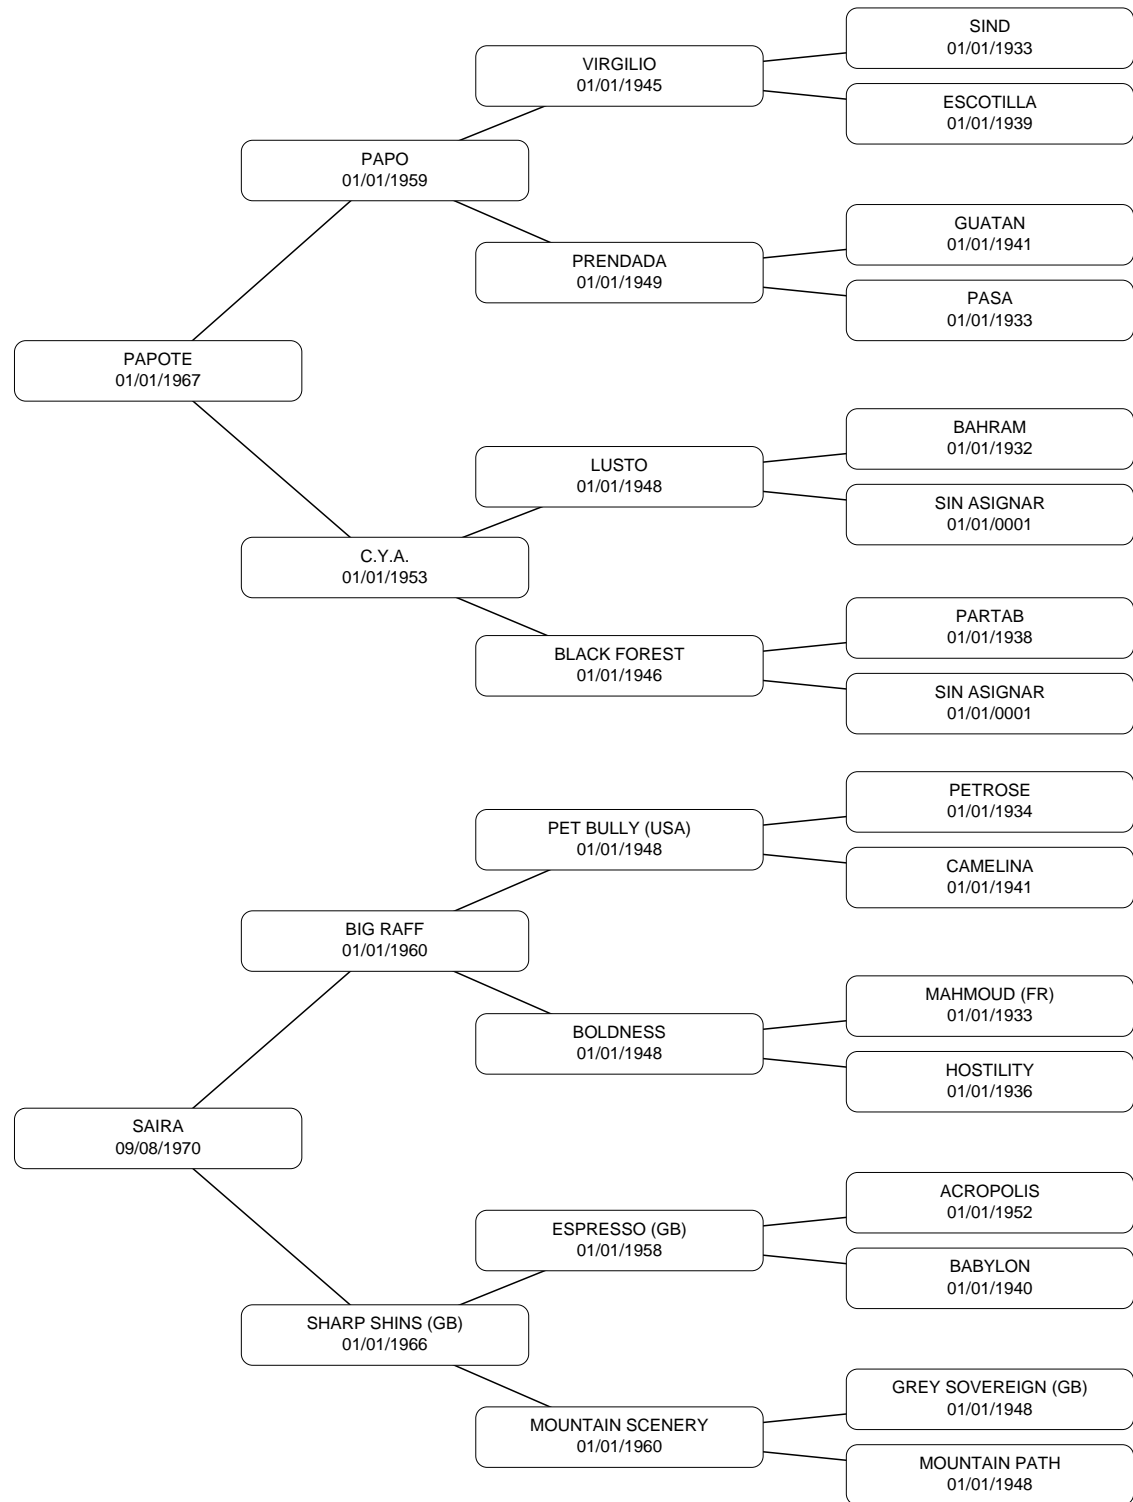 SIND
01/01/1933
VIRGILIO
01/01/1945
ESCOTILLA
01/01/1939
PAPO
01/01/1959
GUATAN
01/01/1941
PRENDADA
01/01/1949
PASA
01/01/1933
PAPOTE
01/01/1967
BAHRAM
01/01/1932
LUSTO
01/01/1948
SIN ASIGNAR
01/01/0001
C.Y.A.
01/01/1953
PARTAB
01/01/1938
BLACK FOREST
01/01/1946
SIN ASIGNAR
01/01/0001
PETROSE
01/01/1934
PET BULLY (USA)
01/01/1948
CAMELINA
01/01/1941
BIG RAFF
01/01/1960
MAHMOUD (FR)
01/01/1933
BOLDNESS
01/01/1948
HOSTILITY
01/01/1936
SAIRA
09/08/1970
ACROPOLIS
01/01/1952
ESPRESSO (GB)
01/01/1958
BABYLON
01/01/1940
SHARP SHINS (GB)
01/01/1966
GREY SOVEREIGN (GB)
01/01/1948
MOUNTAIN SCENERY
01/01/1960
MOUNTAIN PATH
01/01/1948